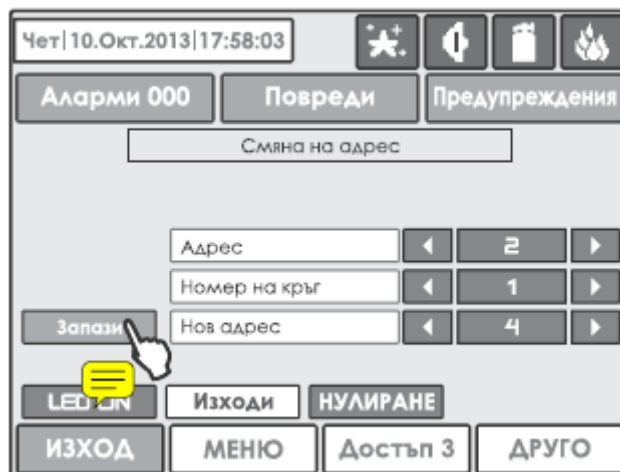 Чет|10.Окт.2013|17:58:03
Аларми 000 Повреди Предупреждения
Смяна на адрес
Адрес 2
Номер на кръг 1
Запази Нов адрес 4
LED ON Изходи НУЛИРАНЕ
ИЗХОД МЕНЮ Достъп 3 ДРУГО